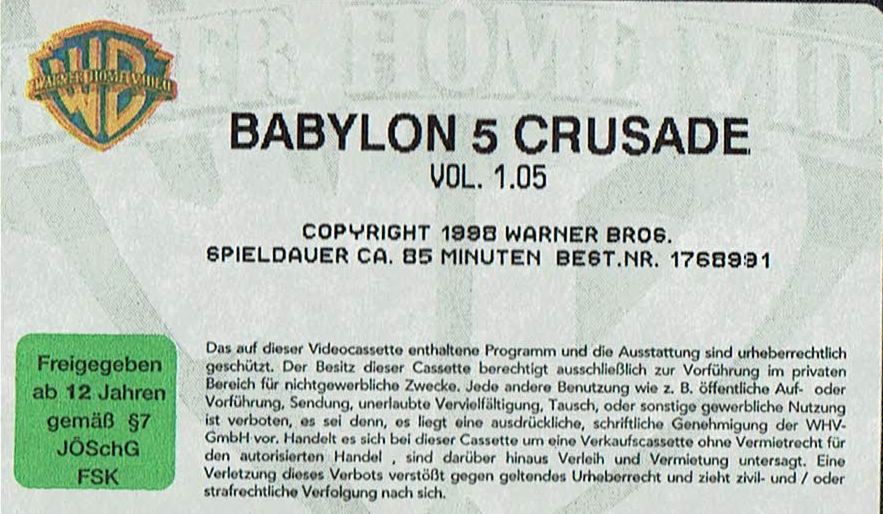 WARNER HOME VIDEO
WARNER HOME VIDEO
WB
BABYLON 5 CRUSADE
VOL. 1.05
COPYRIGHT 1998 WARNER BROS.
SPIELDAUER CA. 85 MINUTEN BEST.NR. 1768991
Freigegeben
ab 12 Jahren
gemäß §7
JÖSchG
FSK
Das auf dieser Videocassette enthaltene Programm und die Ausstattung sind urheberrechtlich
geschützt. Der Besitz dieser Cassette berechtigt ausschließlich zur Vorführung im privaten
Bereich für nichtgewerbliche Zwecke. Jede andere Benutzung wie z. B. öffentliche Auf- oder
Vorführung, Sendung, unerlaubte Vervielfältigung, Tausch, oder sonstige gewerbliche Nutzung
ist verboten, es sei denn, es liegt eine ausdrückliche, schriftliche Genehmigung der WHV-
GmbH vor. Handelt es sich bei dieser Cassette um eine Verkaufscassette ohne Vermietrecht für
den autorisierten Handel , sind darüber hinaus Verleih und Vermietung untersagt. Eine
Verletzung dieses Verbots verstößt gegen geltendes Urheberrecht und zieht zivil- und / oder
strafrechtliche Verfolgung nach sich.